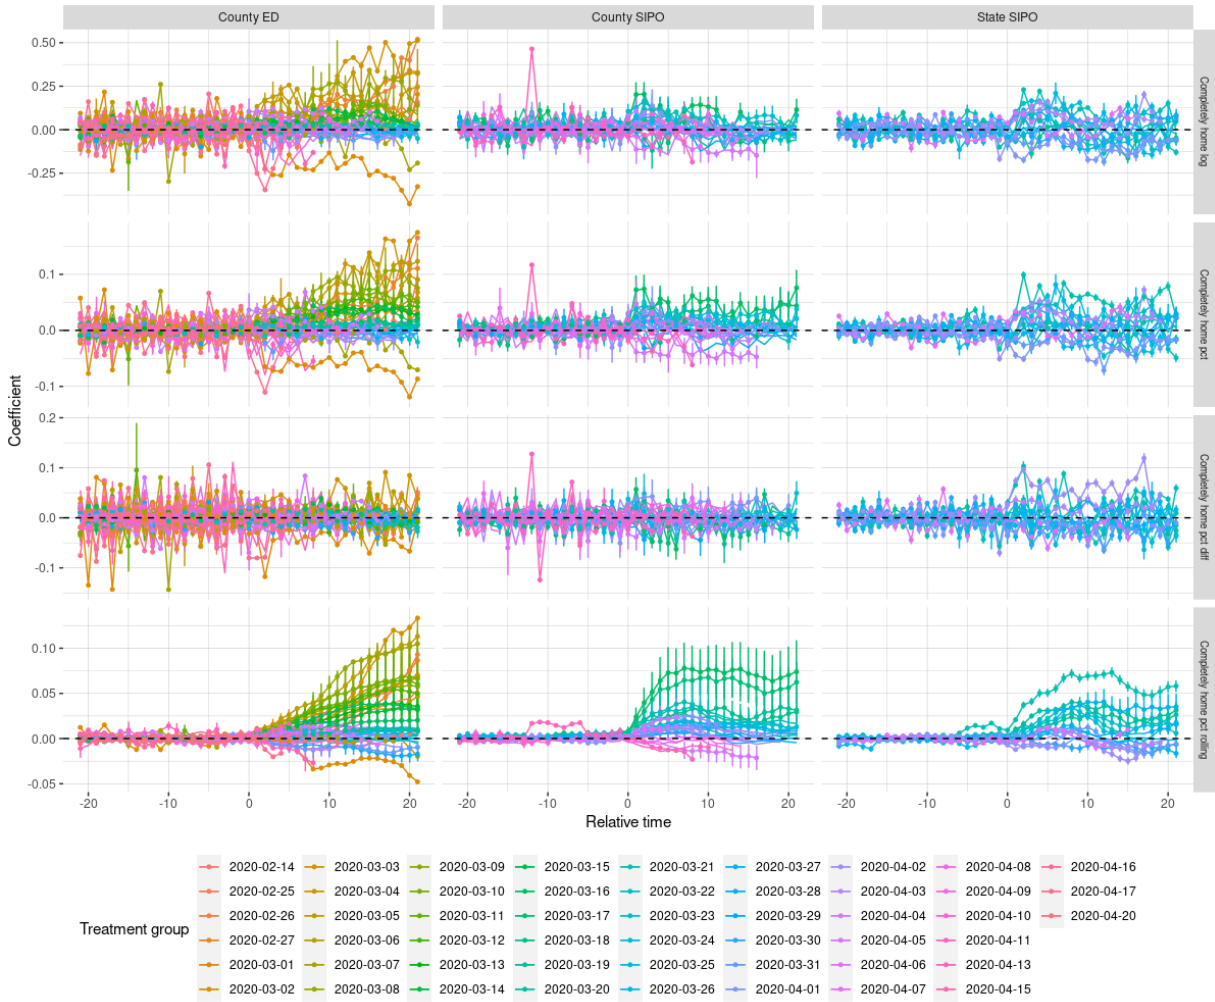 County ED
County SIPO
State SIPO
0.50
0.25
0.00
-0.25
Completely home log
0.1
0.0
-0.1
Completely home pct
0.2
0.1
0.0
-0.1
Completely home pct diff
0.10
0.05
0.00
-0.05
Completely home pct rolling
Coefficient
-20 -10 0 10 20 -20 -10 0 10 20 -20 -10 0 10 20
Relative time
Treatment group
2020-02-14 2020-03-03 2020-03-09 2020-03-15 2020-03-21 2020-03-27 2020-04-02 2020-04-08 2020-04-16
2020-02-25 2020-03-04 2020-03-10 2020-03-16 2020-03-22 2020-03-28 2020-04-03 2020-04-09 2020-04-17
2020-02-26 2020-03-05 2020-03-11 2020-03-17 2020-03-23 2020-03-29 2020-04-04 2020-04-10 2020-04-20
2020-02-27 2020-03-06 2020-03-12 2020-03-18 2020-03-24 2020-03-30 2020-04-05 2020-04-11
2020-03-01 2020-03-07 2020-03-13 2020-03-19 2020-03-25 2020-03-31 2020-04-06 2020-04-13
2020-03-02 2020-03-08 2020-03-14 2020-03-20 2020-03-26 2020-04-01 2020-04-07 2020-04-15